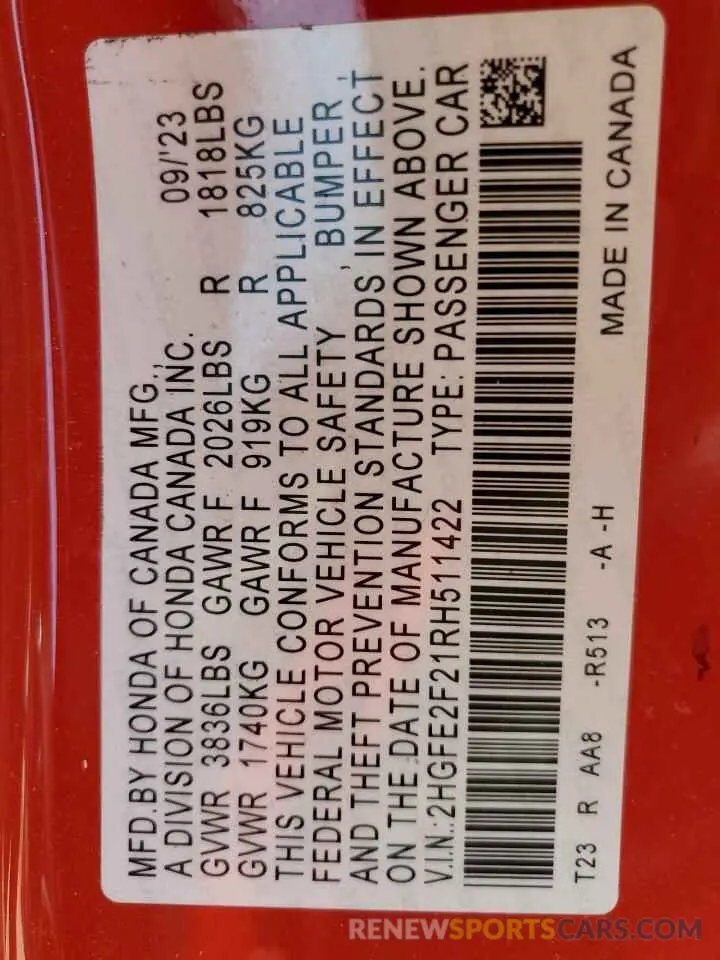 MFD.BY HONDA OF CANADA MFG., 09/'23
A DIVISION OF HONDA CANADA INC.
GVWR 3836LBS GAWR F 2026LBS R 1818LBS
GVWR 1740KG GAWR F 919KG R 825KG
THIS VEHICLE CONFORMS TO ALL APPLICABLE
FEDERAL MOTOR VEHICLE SAFETY , BUMPER ,
AND THEFT PREVENTION STANDARDS IN EFFECT
ON THE DATE OF MANUFACTURE SHOWN ABOVE.
V.I.N.:2HGFE2F21RH511422 TYPE: PASSENGER CAR
T23 R AA8 -R513 -A -H MADE IN CANADA
RENEWSPORTSCARS.COM